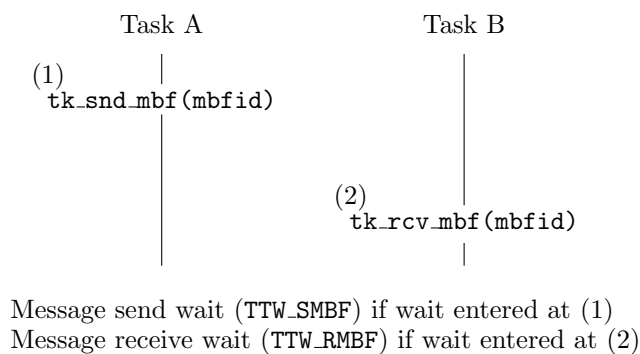 Task A Task B
(1)
tk_snd_mbf(mbfid)
(2)
tk_rcv_mbf(mbfid)
Message send wait (TTW_SMBF) if wait entered at (1)
Message receive wait (TTW_RMBF) if wait entered at (2)